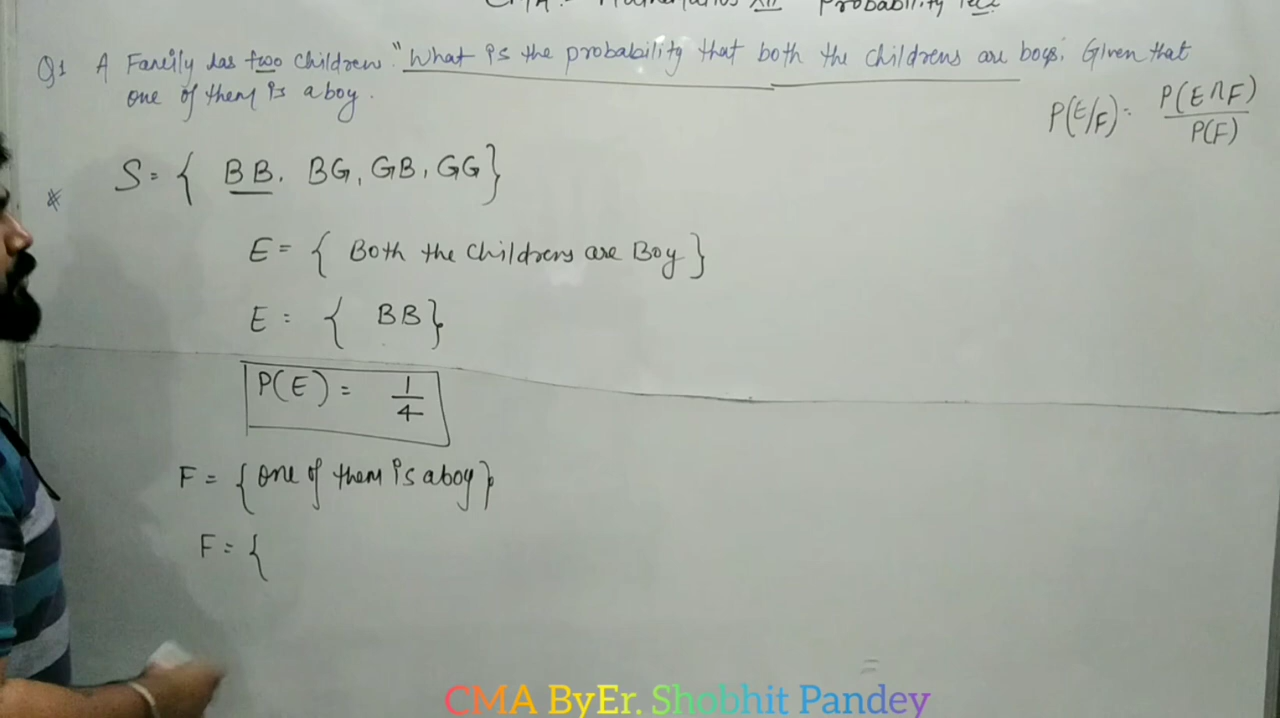 Probability
Q1 A Family has two children. "What is the probability that both the childrens are boys. Given that
one of them is a boy.
P(E/F) = P(E∩F)
P(F)
S = { BB, BG, GB, GG}
E = { Both the childrens are Boy }
E = { BB}
P(E) = 1/4
F = {one of them is a boy}
F = {
CMA ByEr. Shobhit Pandey